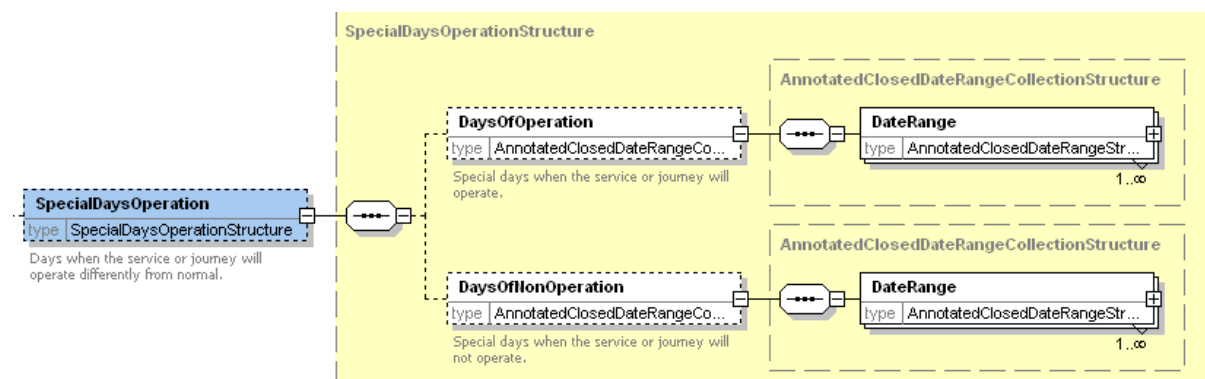 SpecialDaysOperationStructure
AnnotatedClosedDateRangeCollectionStructure
DaysOfOperation
type AnnotatedClosedDateRangeCo...
Special days when the service or journey will
operate.
DateRange
type AnnotatedClosedDateRangeStr...
1..∞
SpecialDaysOperation
type SpecialDaysOperationStructure
Days when the service or journey will
operate differently from normal.
AnnotatedClosedDateRangeCollectionStructure
DaysOfNonOperation
type AnnotatedClosedDateRangeCo...
Special days when the service or journey will
not operate.
DateRange
type AnnotatedClosedDateRangeStr...
1..∞